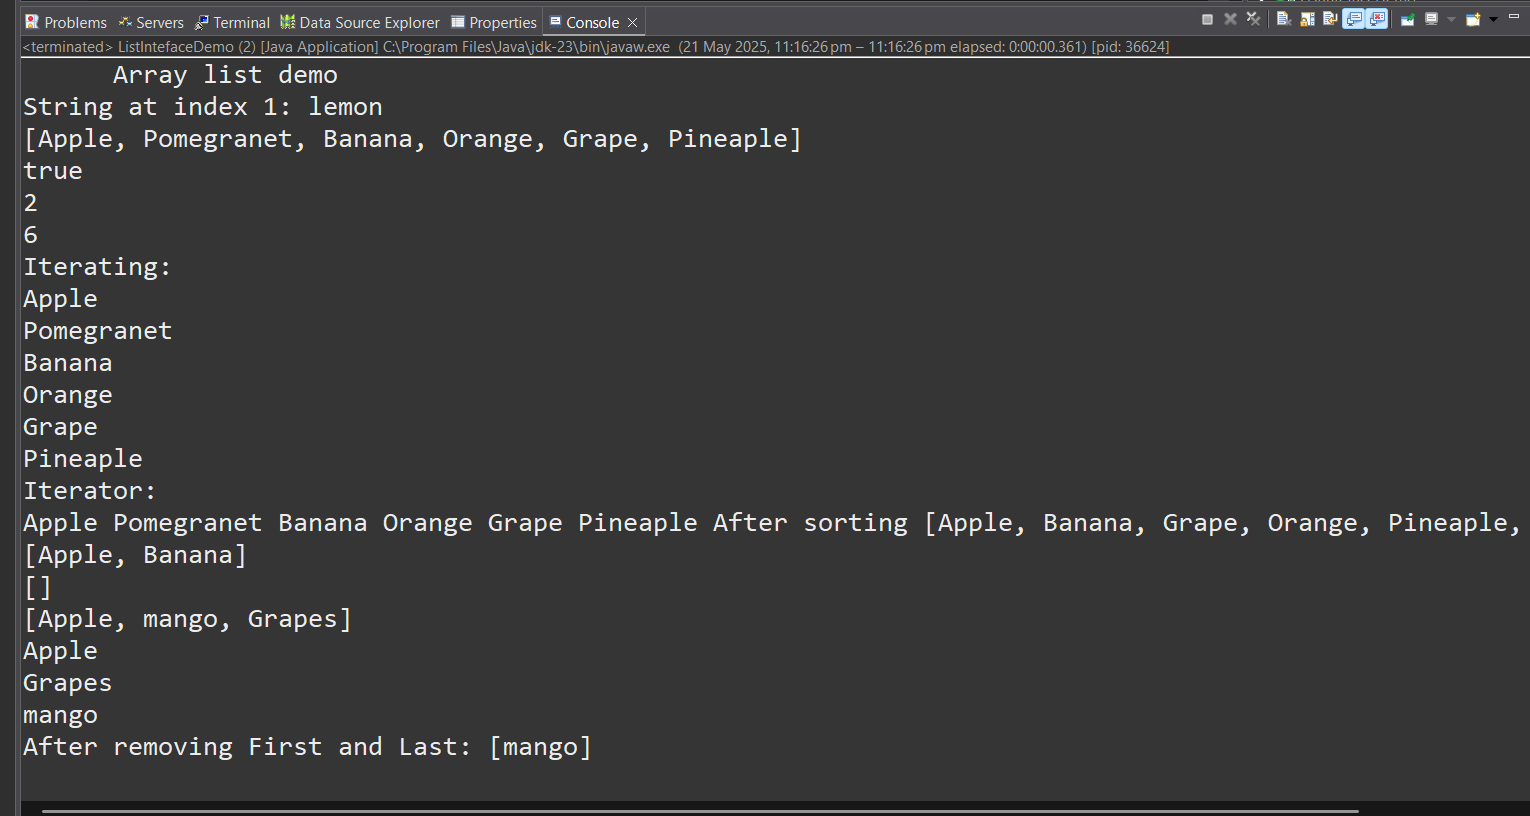 Problems Servers Terminal Data Source Explorer Properties Console
<terminated> ListIntefaceDemo (2) [Java Application] C:\Program Files\Java\jdk-23\bin\javaw.exe (21 May 2025, 11:16:26 pm – 11:16:26 pm elapsed: 0:00:00.361) [pid: 36624]
Array list demo
String at index 1: lemon
[Apple, Pomegranet, Banana, Orange, Grape, Pineaple]
true
2
6
Iterating:
Apple
Pomegranet
Banana
Orange
Grape
Pineaple
Iterator:
Apple Pomegranet Banana Orange Grape Pineaple After sorting [Apple, Banana, Grape, Orange, Pineaple,
[Apple, Banana]
[]
[Apple, mango, Grapes]
Apple
Grapes
mango
After removing First and Last: [mango]